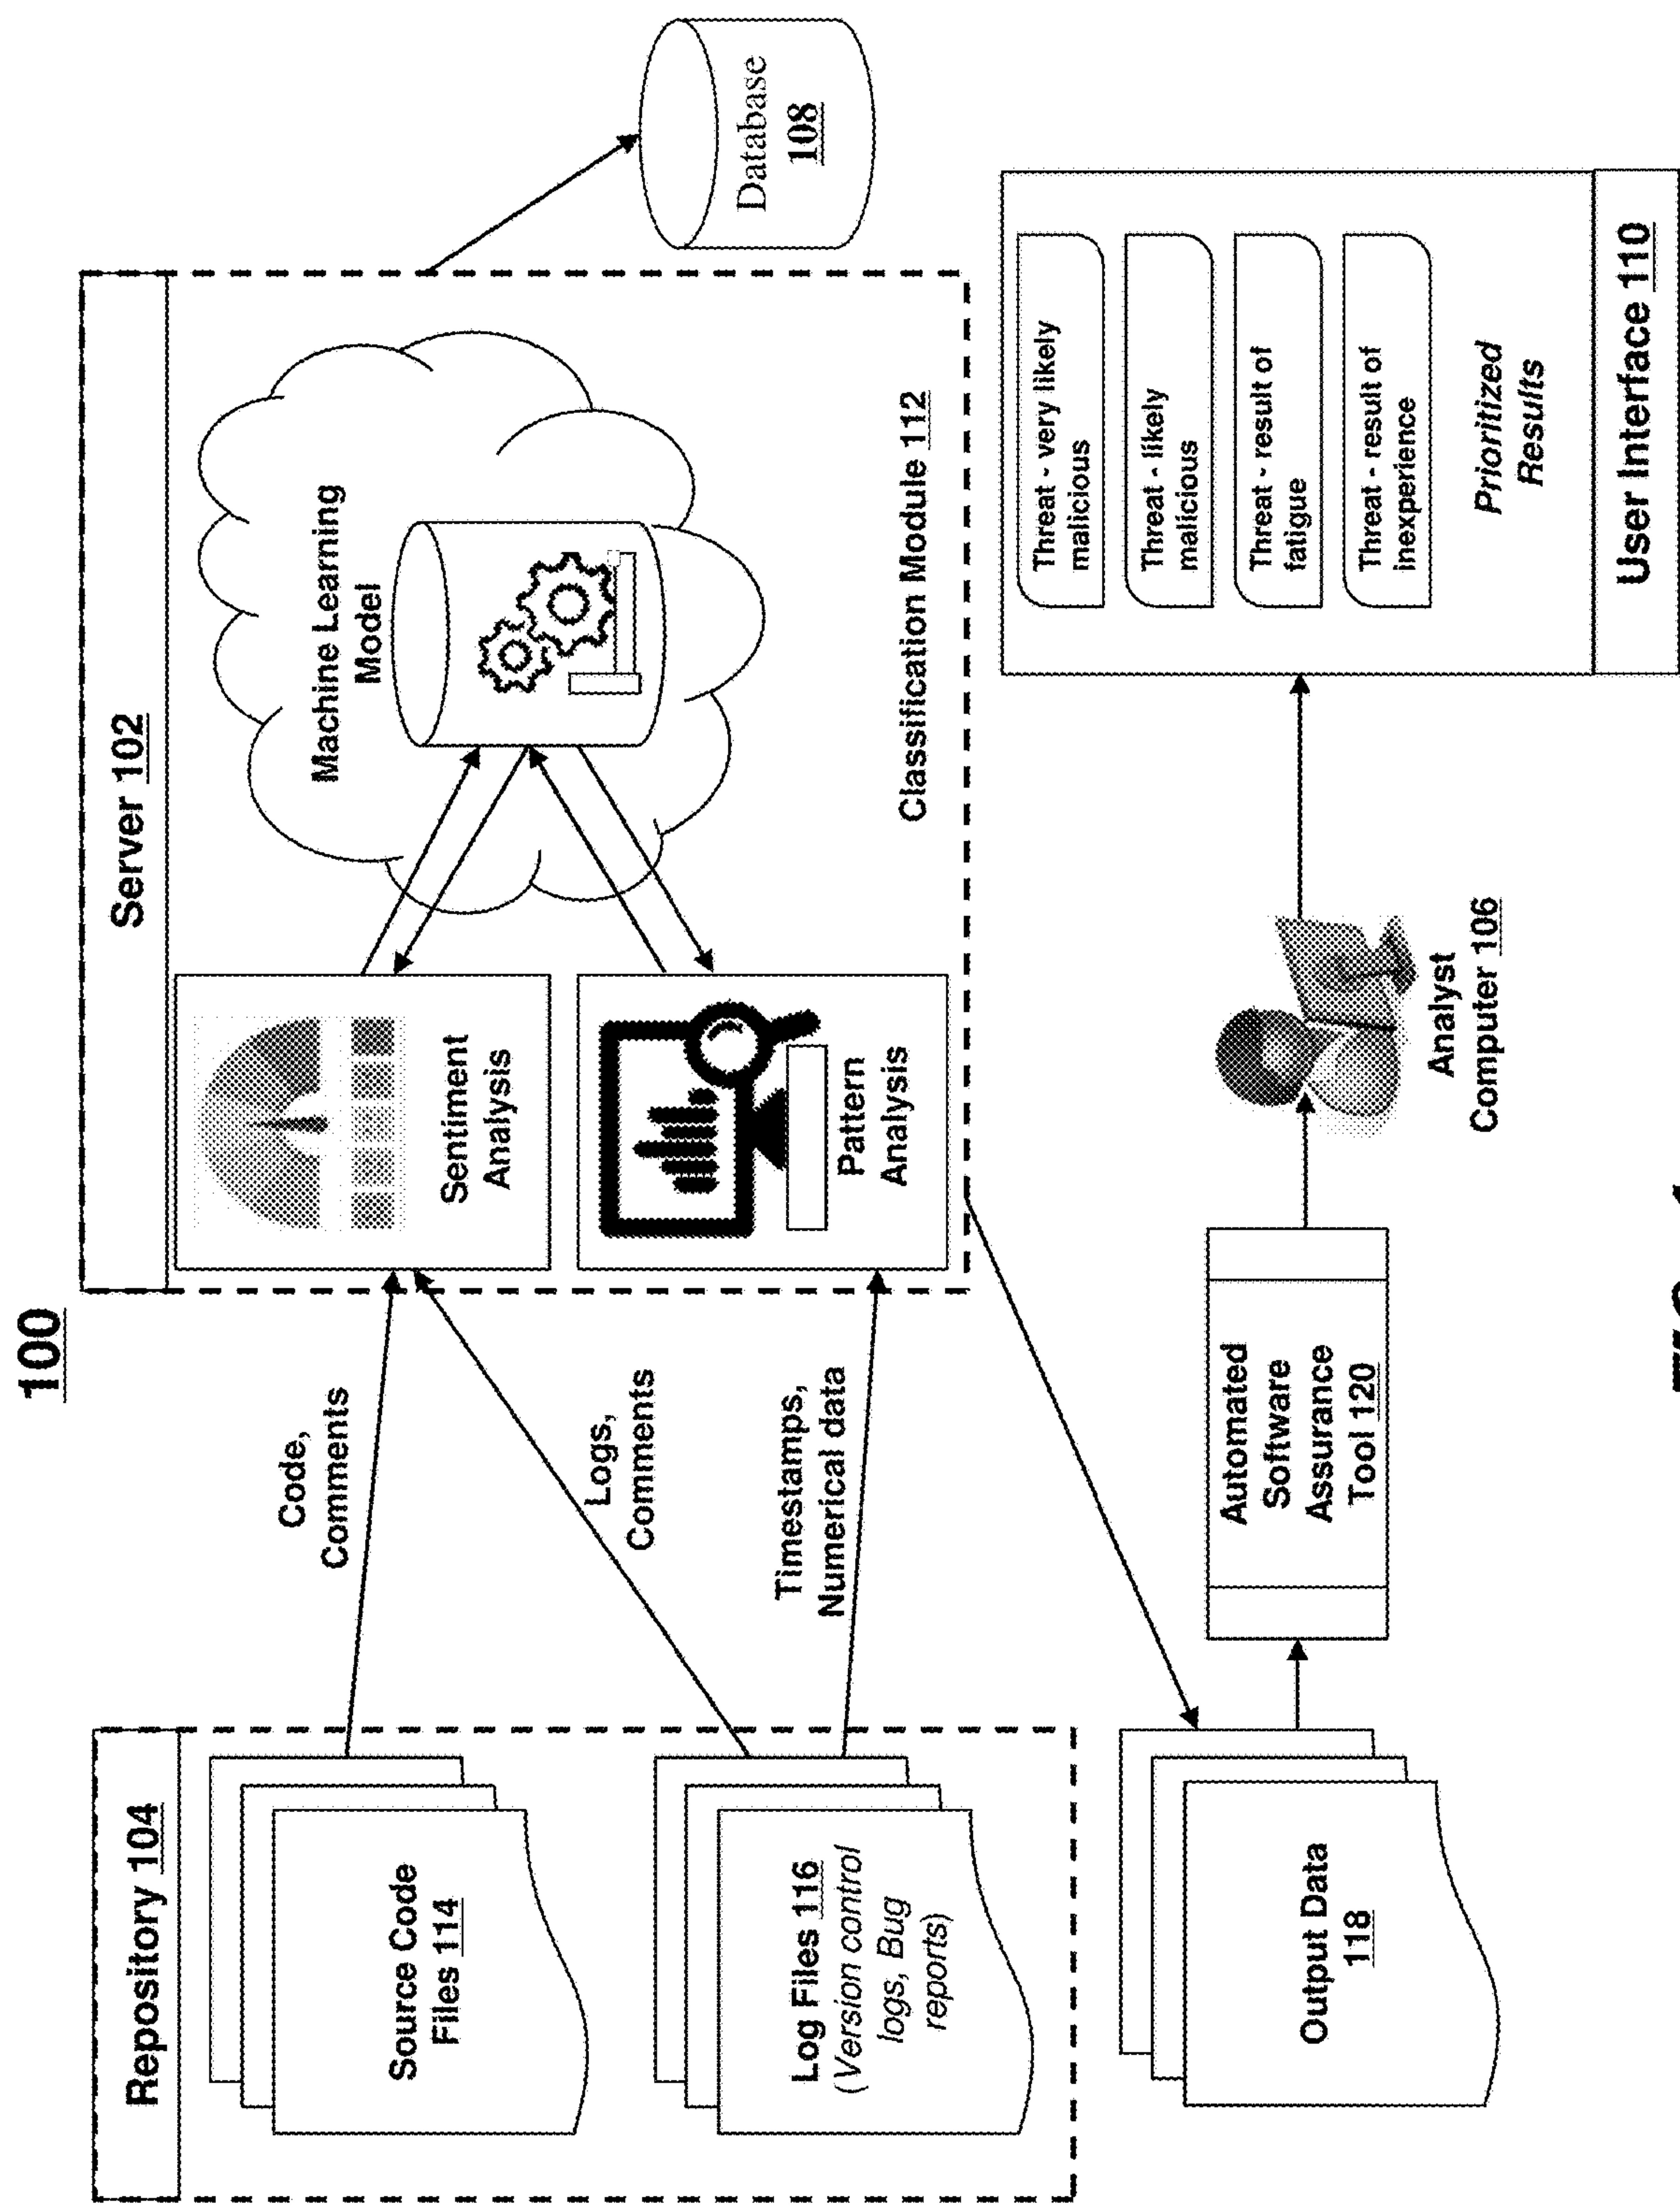 100
Repository 104
Source Code
Files 114
Log Files 116
(Version control
logs, Bug
reports)
Code,
Comments
Logs,
Comments
Timestamps,
Numerical data
Server 102
Sentiment
Analysis
Pattern
Analysis
Machine Learning
Model
Classification Module 112
Database
108
Output Data
118
Automated
Software
Assurance
Tool 120
Analyst
Computer 106
Threat - very likely
malicious
Threat - likely
malicious
Threat - result of
fatigue
Threat - result of
inexperience
Prioritized
Results
User Interface 110